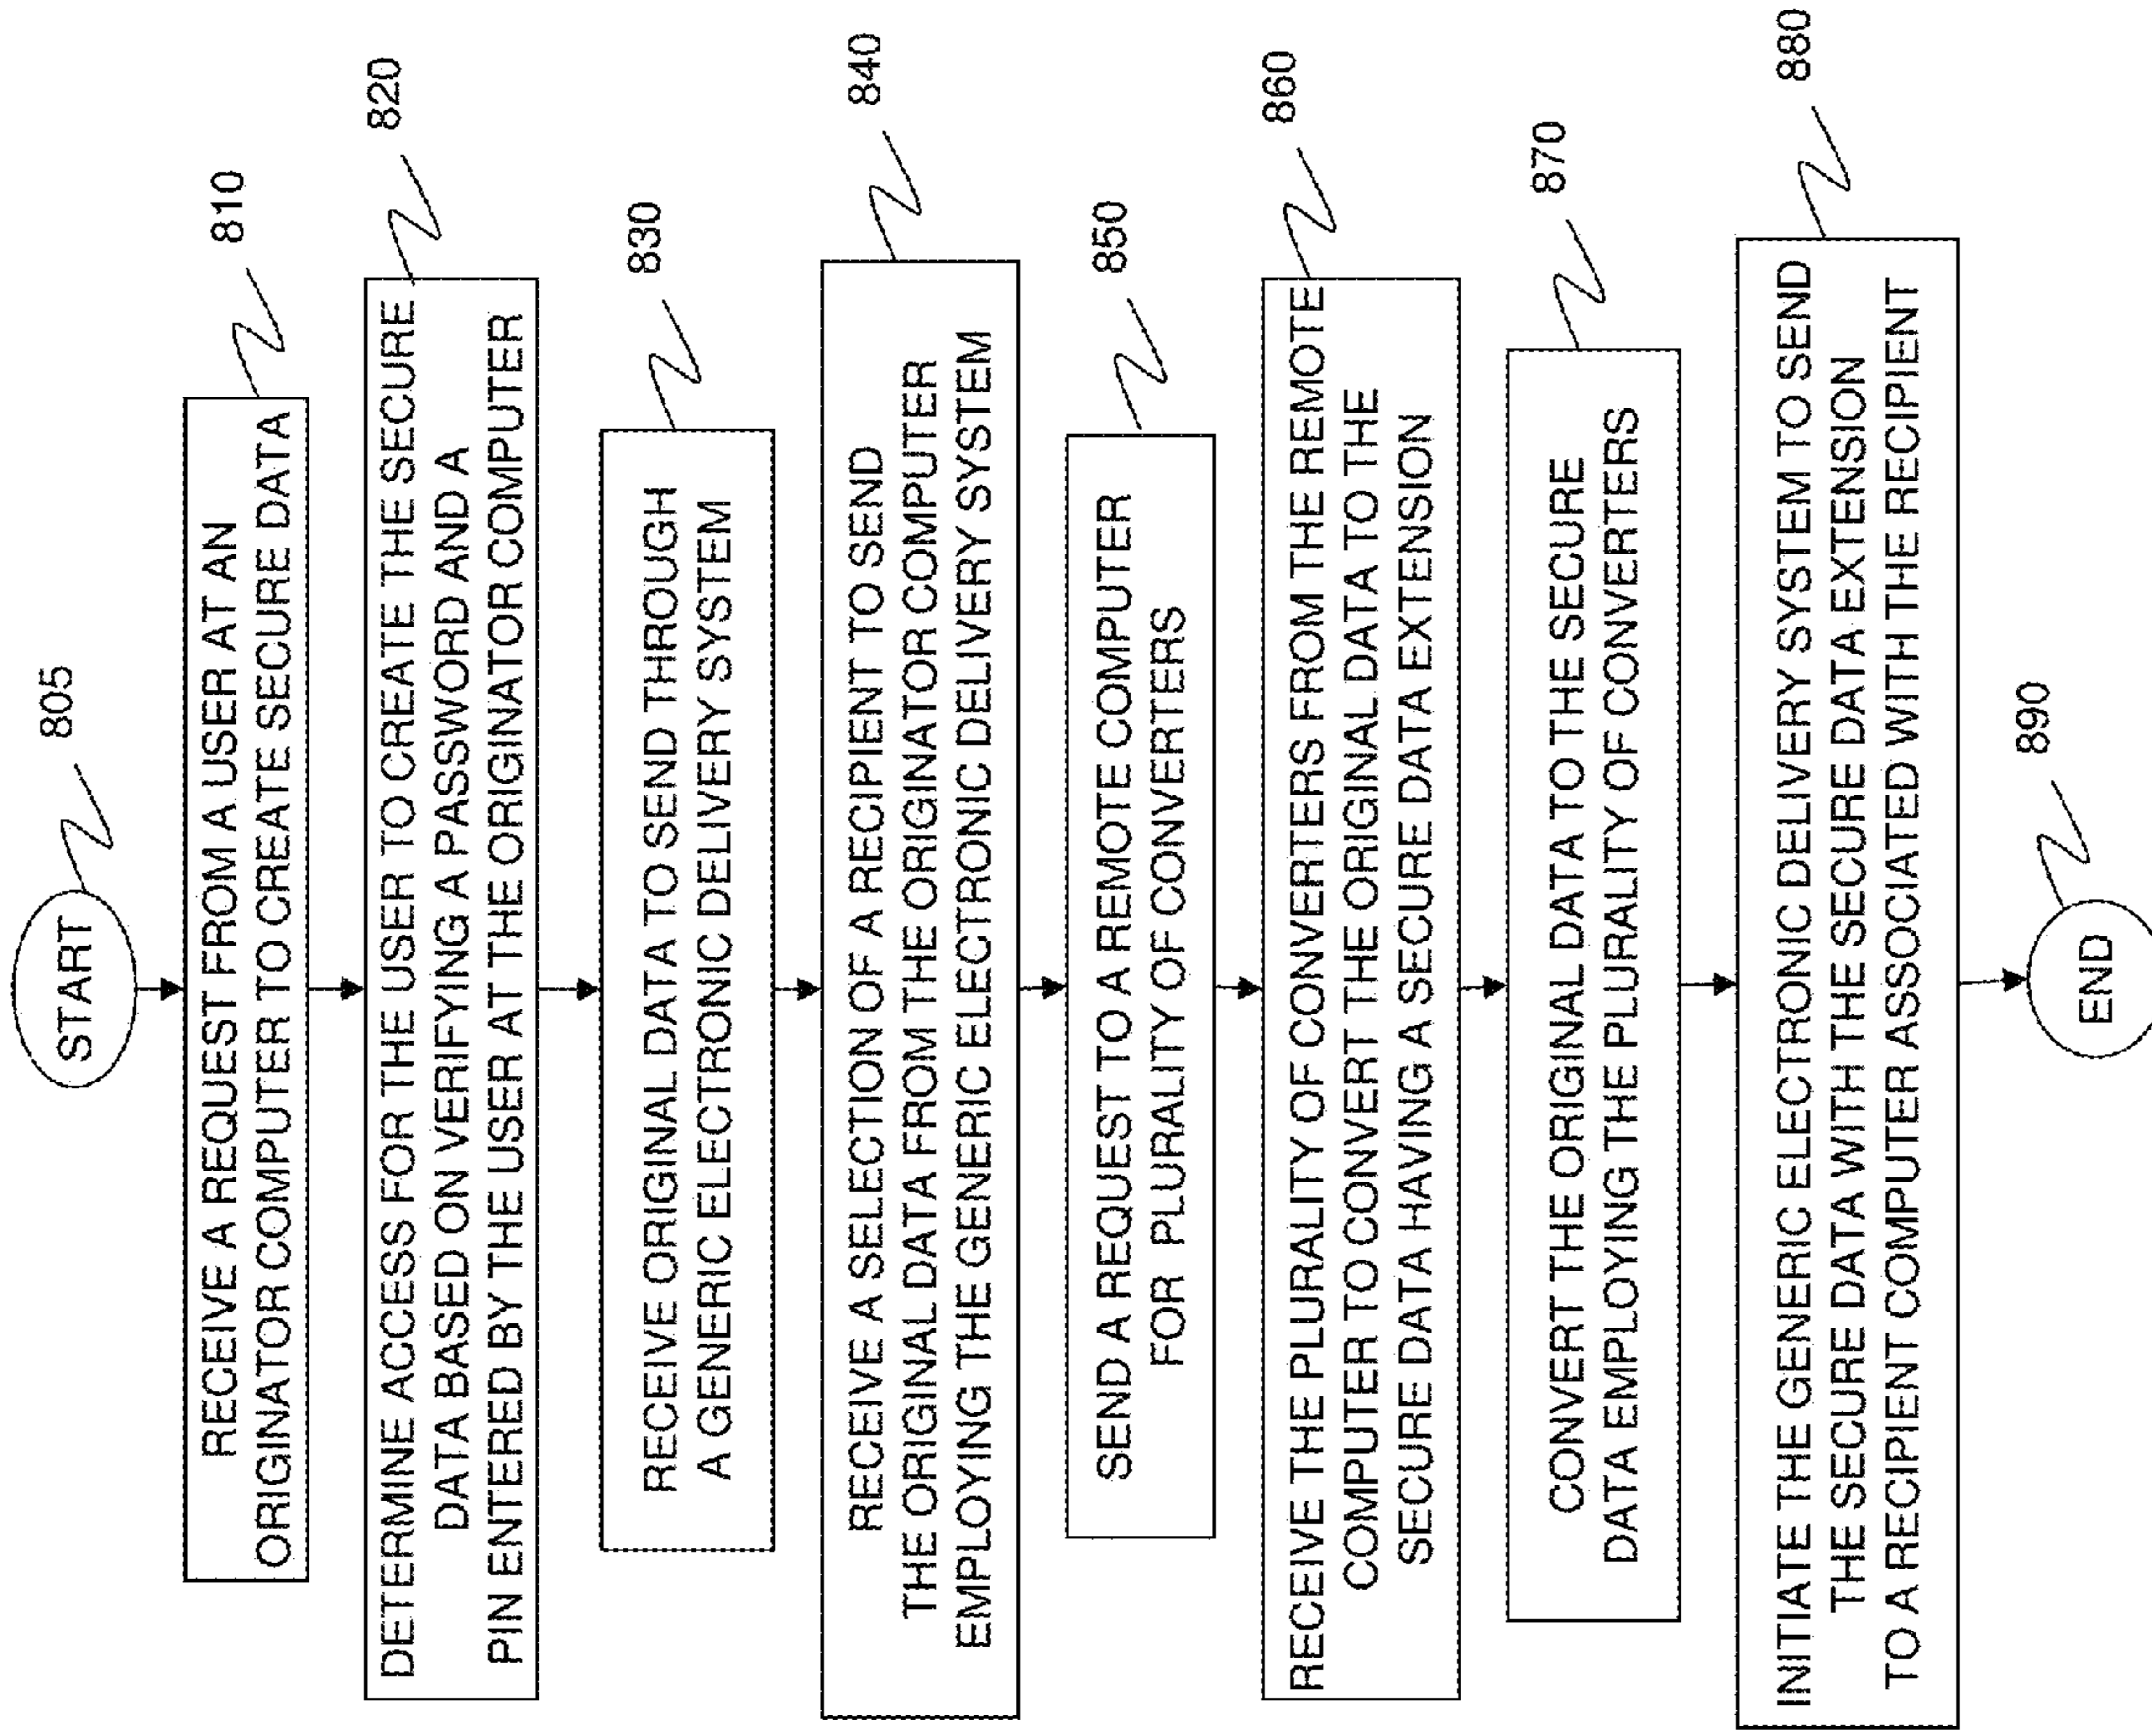 START
805
RECEIVE A REQUEST FROM A USER AT AN
ORIGINATOR COMPUTER TO CREATE SECURE DATA
810
DETERMINE ACCESS FOR THE USER TO CREATE THE SECURE
DATA BASED ON VERIFYING A PASSWORD AND A
PIN ENTERED BY THE USER AT THE ORIGINATOR COMPUTER
820
RECEIVE ORIGINAL DATA TO SEND THROUGH
A GENERIC ELECTRONIC DELIVERY SYSTEM
830
RECEIVE A SELECTION OF A RECIPIENT TO SEND
THE ORIGINAL DATA FROM THE ORIGINATOR COMPUTER
EMPLOYING THE GENERIC ELECTRONIC DELIVERY SYSTEM
840
SEND A REQUEST TO A REMOTE COMPUTER
FOR PLURALITY OF CONVERTERS
850
RECEIVE THE PLURALITY OF CONVERTERS FROM THE REMOTE
COMPUTER TO CONVERT THE ORIGINAL DATA TO THE
SECURE DATA HAVING A SECURE DATA EXTENSION
860
CONVERT THE ORIGINAL DATA TO THE SECURE
DATA EMPLOYING THE PLURALITY OF CONVERTERS
870
INITIATE THE GENERIC ELECTRONIC DELIVERY SYSTEM TO SEND
THE SECURE DATA WITH THE SECURE DATA EXTENSION
TO A RECIPIENT COMPUTER ASSOCIATED WITH THE RECIPIENT
880
END
890